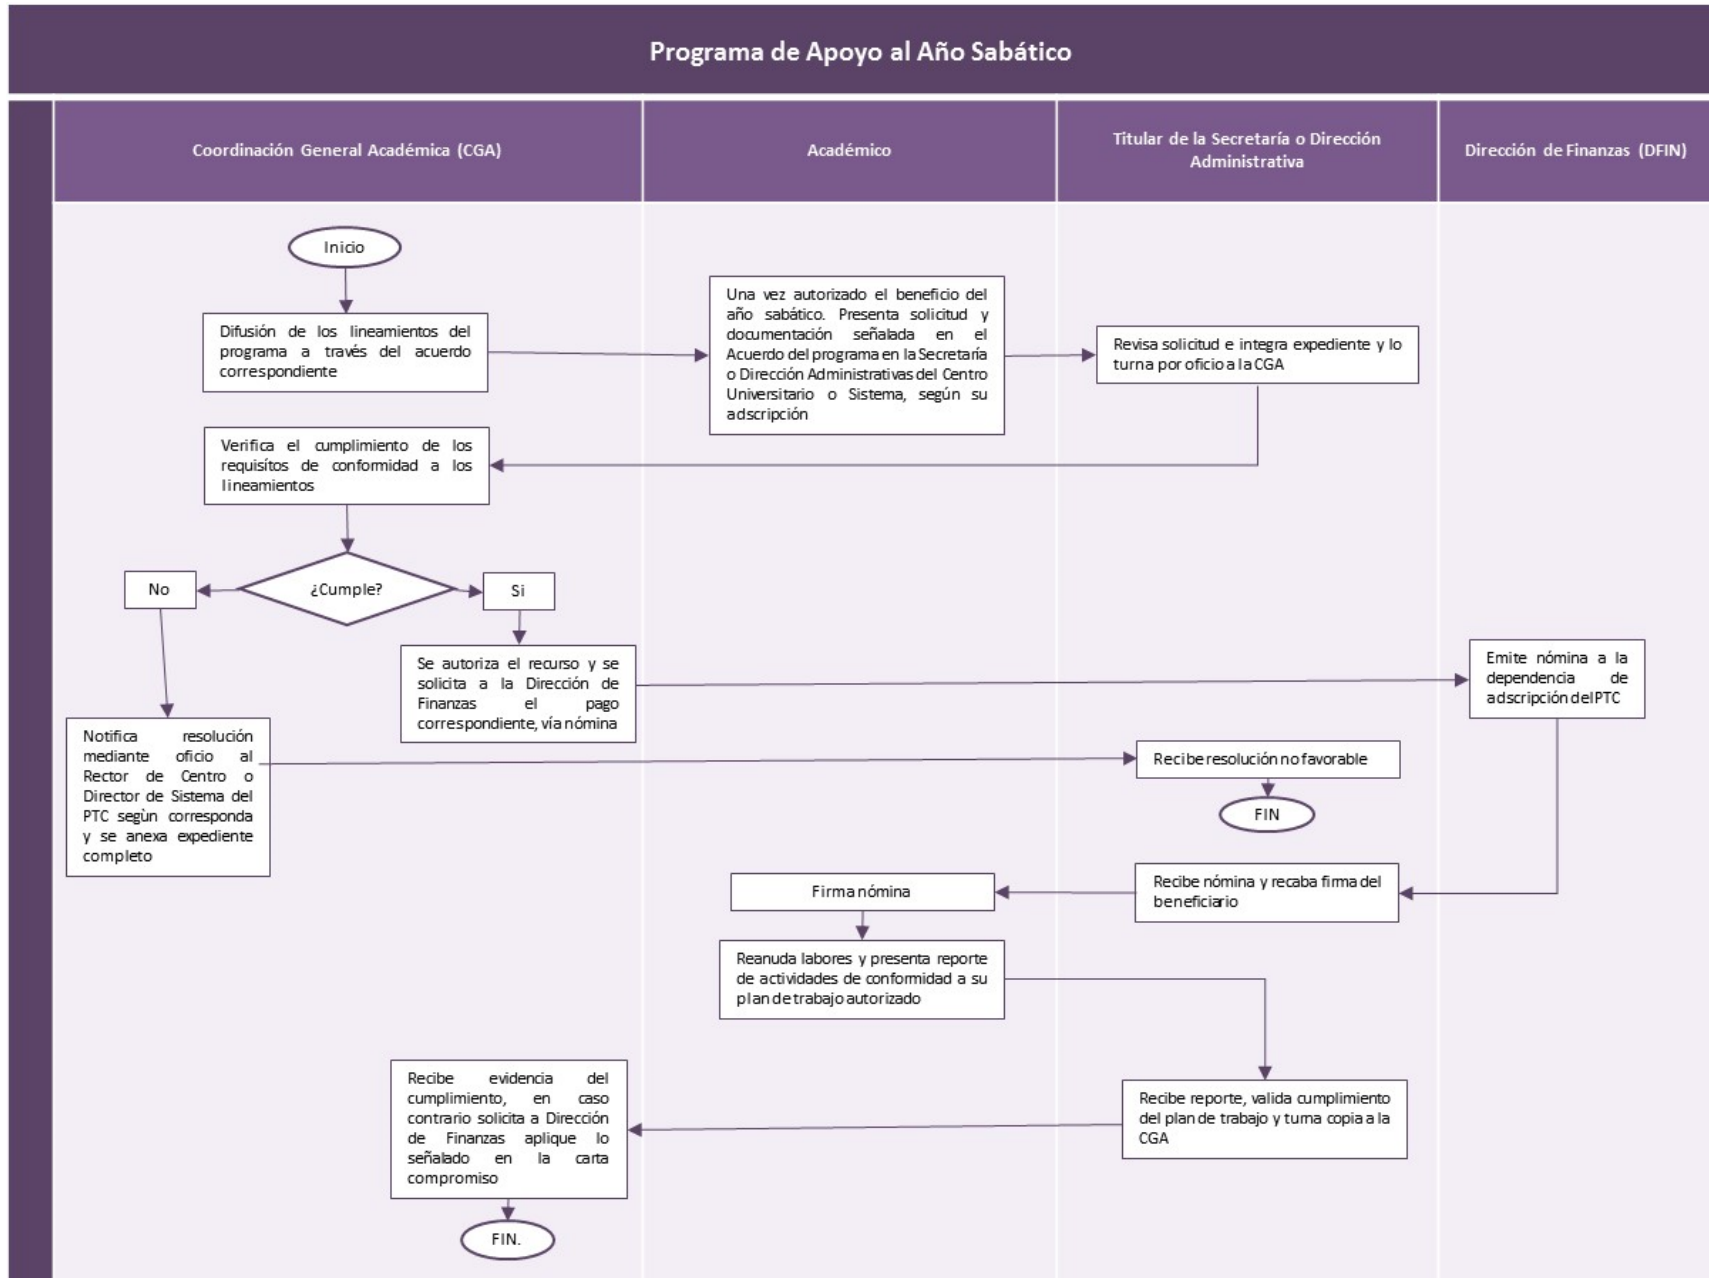 Programa de Apoyo al Año Sabático
Coordinación General Académica (CGA)
Académico
Titular de la Secretaría o Dirección
Administrativa
Dirección de Finanzas (DFIN)
Inicio
Difusión de los lineamientos del
programa a través del acuerdo
correspondiente
Una vez autorizado el beneficio del
año sabático. Presenta solicitud y
documentación señalada en el
Acuerdo del programa en la Secretaría
o Dirección Administrativas del Centro
Universitario o Sistema, según su
adscripción
Revisa solicitud e integra expediente y lo
turna por oficio a la CGA
Verifica el cumplimiento de los
requisítos de conformidad a los
lineamientos
¿Cumple?
No
Si
Se autoriza el recurso y se
solicita a la Dirección de
Finanzas el pago
correspondiente, vía nómina
Emite nómina a la
dependencia de
adscripción del PTC
Notifica resolución
mediante oficio al
Rector de Centro o
Director de Sistema del
PTC segùn corresponda
y se anexa expediente
completo
Recibe resolución no favorable
FIN
Recibe nómina y recaba firma del
beneficiario
Firma nómina
Reanuda labores y presenta reporte
de actividades de conformidad a su
plan de trabajo autorizado
Recibe reporte, valida cumplimiento
del plan de trabajo y turna copia a la
CGA
Recibe evidencia del
cumplimiento, en caso
contrario solicita a Dirección
de Finanzas aplique lo
señalado en la carta
compromiso
FIN.